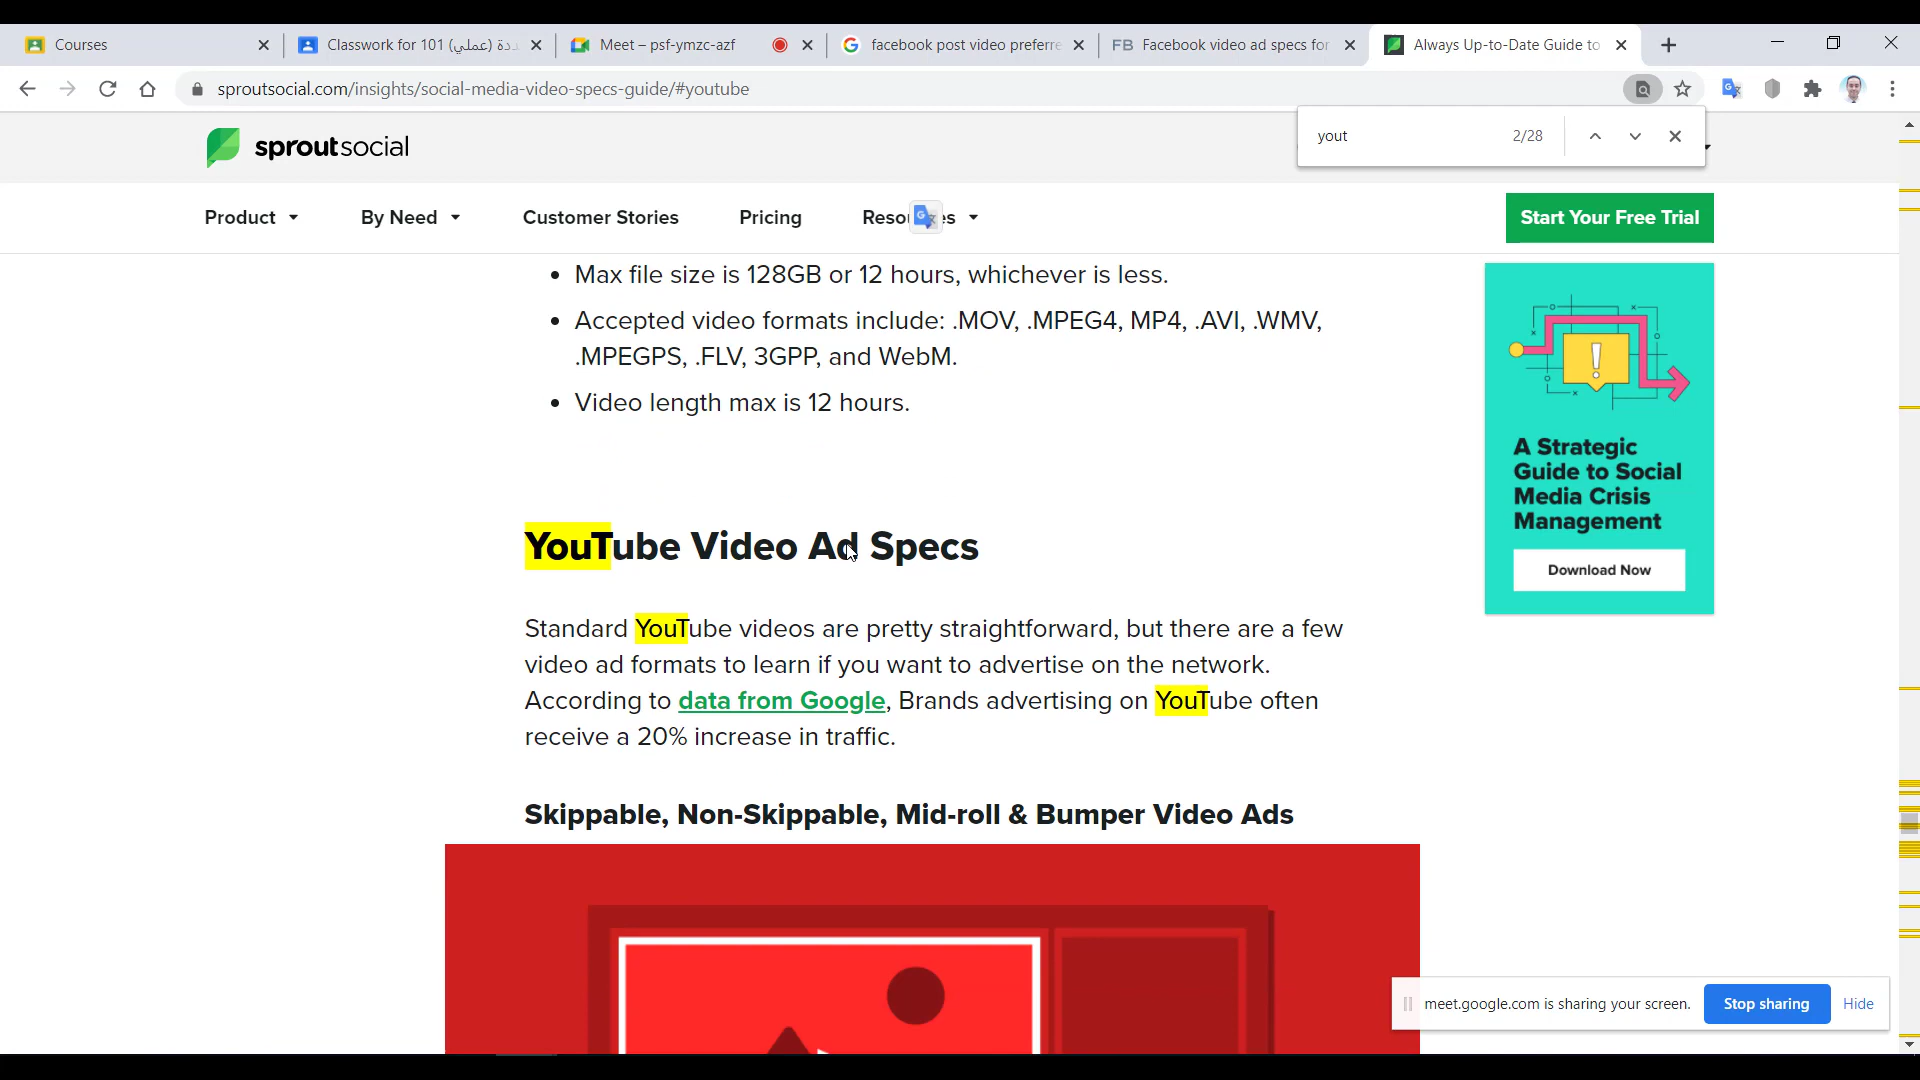 Courses
Classwork for 101 (عملي) ددة
Meet – psf-ymzc-azf
facebook post video preferre
FB Facebook video ad specs for
Always Up-to-Date Guide to
sproutsocial.com/insights/social-media-video-specs-guide/#youtube
yout
2/28
sproutsocial
Product
By Need
Customer Stories
Pricing
Start Your Free Trial
• Max file size is 128GB or 12 hours, whichever is less.
• Accepted video formats include: .MOV, .MPEG4, MP4, .AVI, .WMV,
.MPEGPS, .FLV, 3GPP, and WebM.
• Video length max is 12 hours.
YouTube Video Ad Specs
Standard YouTube videos are pretty straightforward, but there are a few
video ad formats to learn if you want to advertise on the network.
According to data from Google, Brands advertising on YouTube often
receive a 20% increase in traffic.
Skippable, Non-Skippable, Mid-roll & Bumper Video Ads
A Strategic
Guide to Social
Media Crisis
Management
Download Now
meet.google.com is sharing your screen.
Stop sharing
Hide